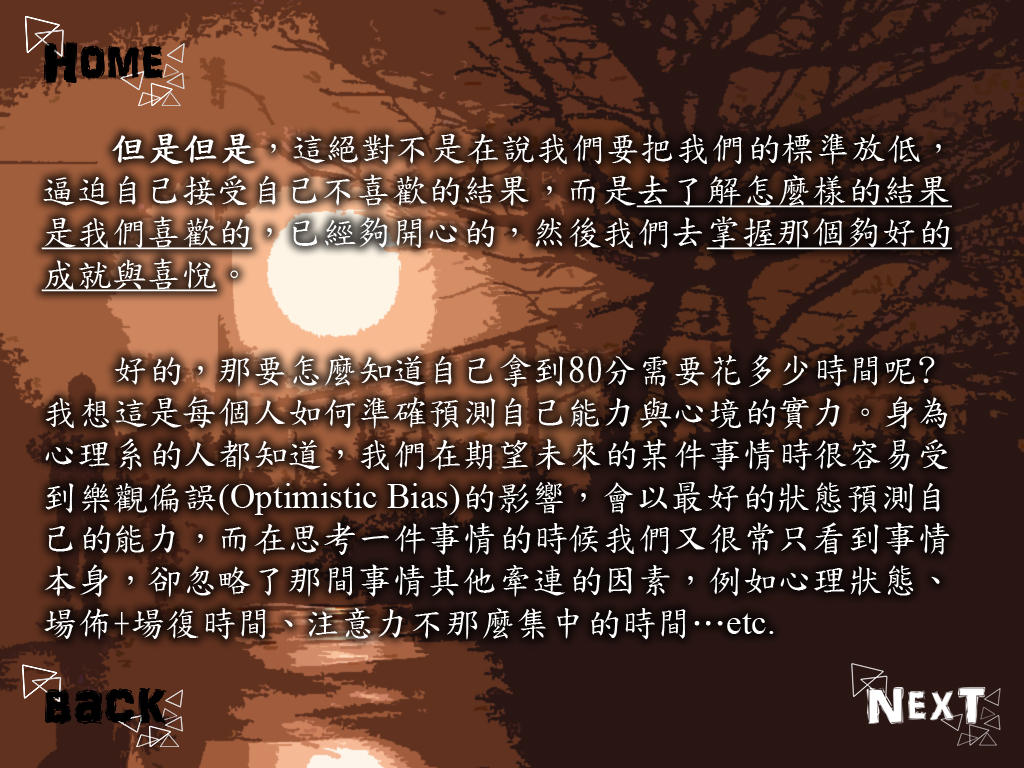 HOME
但是但是，這絕對不是在說我們要把我們的標準放低，
逼迫自己接受自己不喜歡的結果，而是去了解怎麼樣的結果
是我們喜歡的，已經夠開心的，然後我們去掌握那個夠好的
成就與喜悅。
好的，那要怎麼知道自己拿到80分需要花多少時間呢?
我想這是每個人如何準確預測自己能力與心境的實力。身為
心理系的人都知道，我們在期望未來的某件事情時很容易受
到樂觀偏誤(Optimistic Bias)的影響，會以最好的狀態預測自
己的能力，而在思考一件事情的時候我們又很常只看到事情
本身，卻忽略了那間事情其他牽連的因素，例如心理狀態、
場佈+場復時間、注意力不那麼集中的時間…etc.
BACK
NEXT